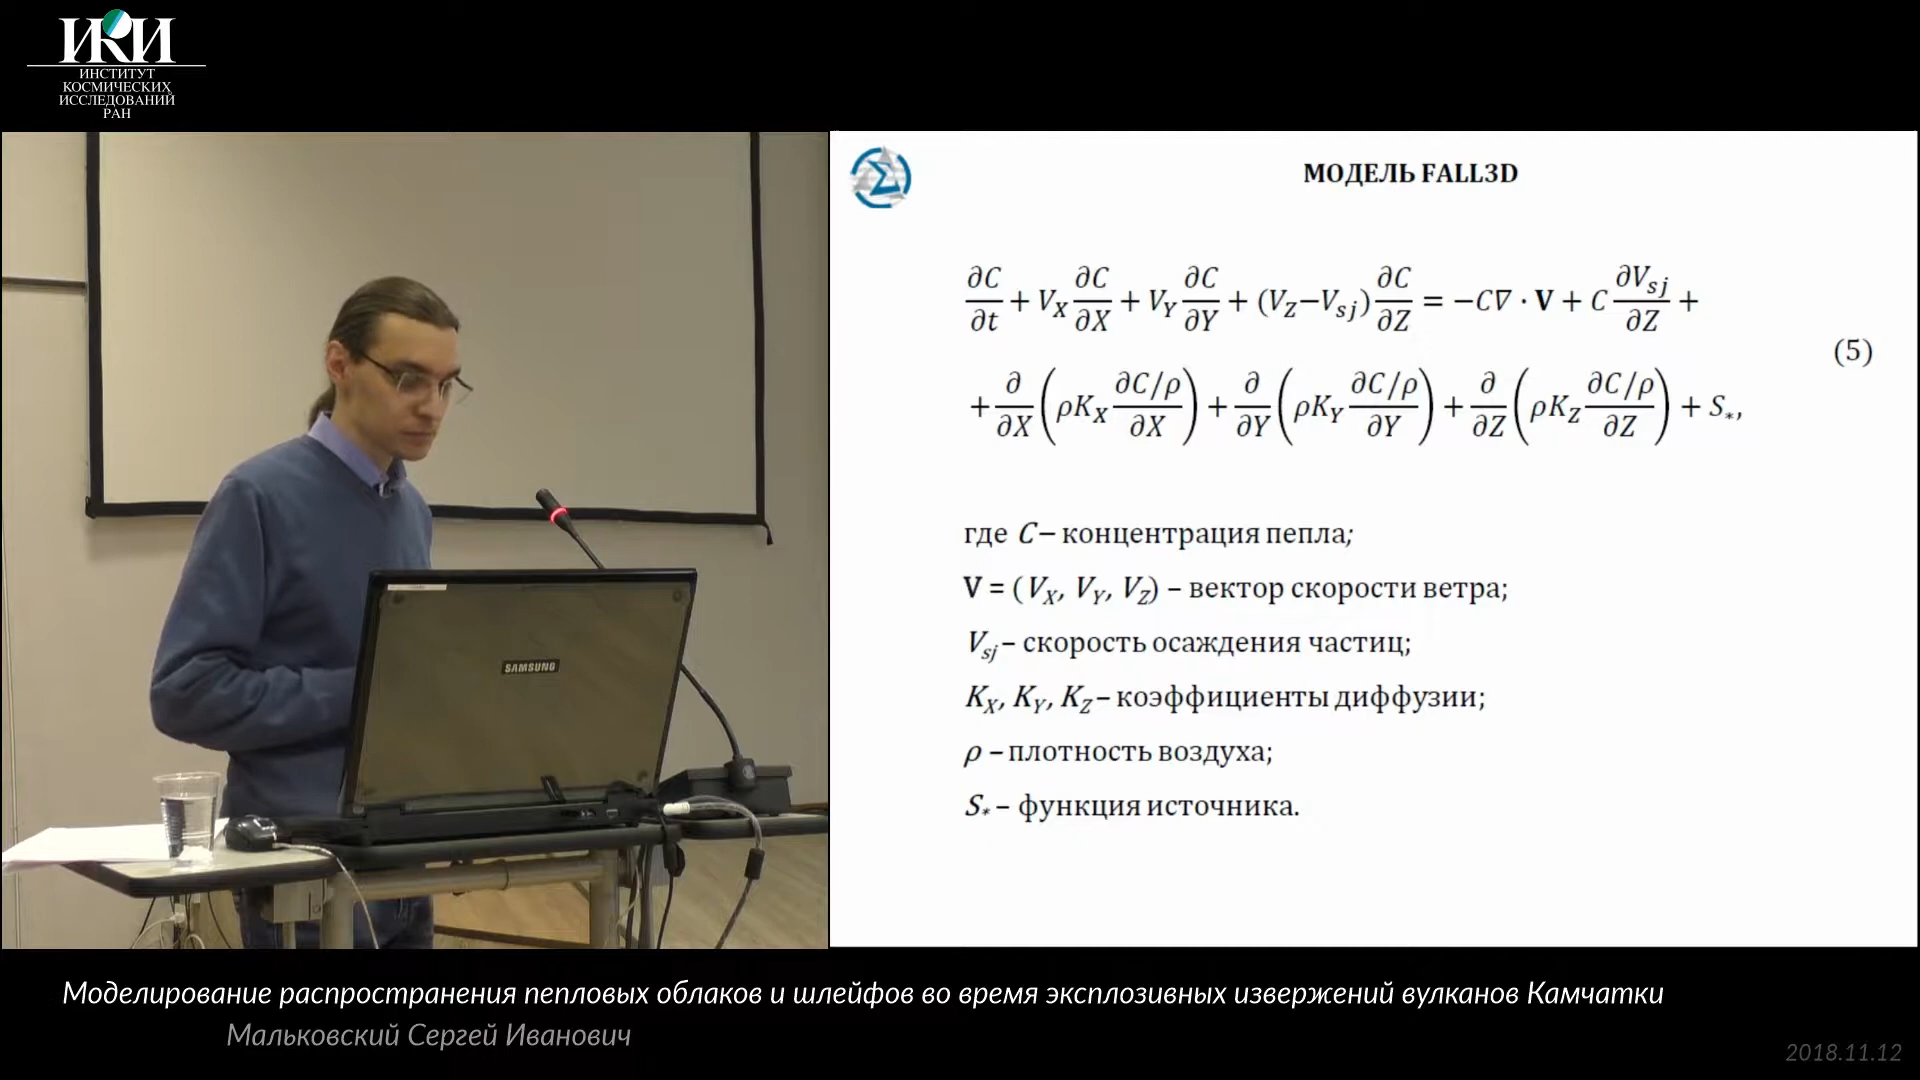 ИКИ
ИНСТИТУТ
КОСМИЧЕСКИХ
ИССЛЕДОВАНИЙ
РАН
МОДЕЛЬ FALL3D
∂C/∂t + V_X ∂C/∂X + V_Y ∂C/∂Y + (V_Z−V_sj) ∂C/∂Z = −C∇ · V + C ∂V_sj/∂Z +
(5)
+ ∂/∂X (ρK_X ∂C/ρ/∂X) + ∂/∂Y (ρK_Y ∂C/ρ/∂Y) + ∂/∂Z (ρK_Z ∂C/ρ/∂Z) + S_*,
где C – концентрация пепла;
V = (V_X, V_Y, V_Z) – вектор скорости ветра;
V_sj – скорость осаждения частиц;
K_X, K_Y, K_Z – коэффициенты диффузии;
ρ – плотность воздуха;
S_* – функция источника.
SAMSUNG
Моделирование распространения пепловых облаков и шлейфов во время эксплозивных извержений вулканов Камчатки
Мальковский Сергей Иванович
2018.11.12